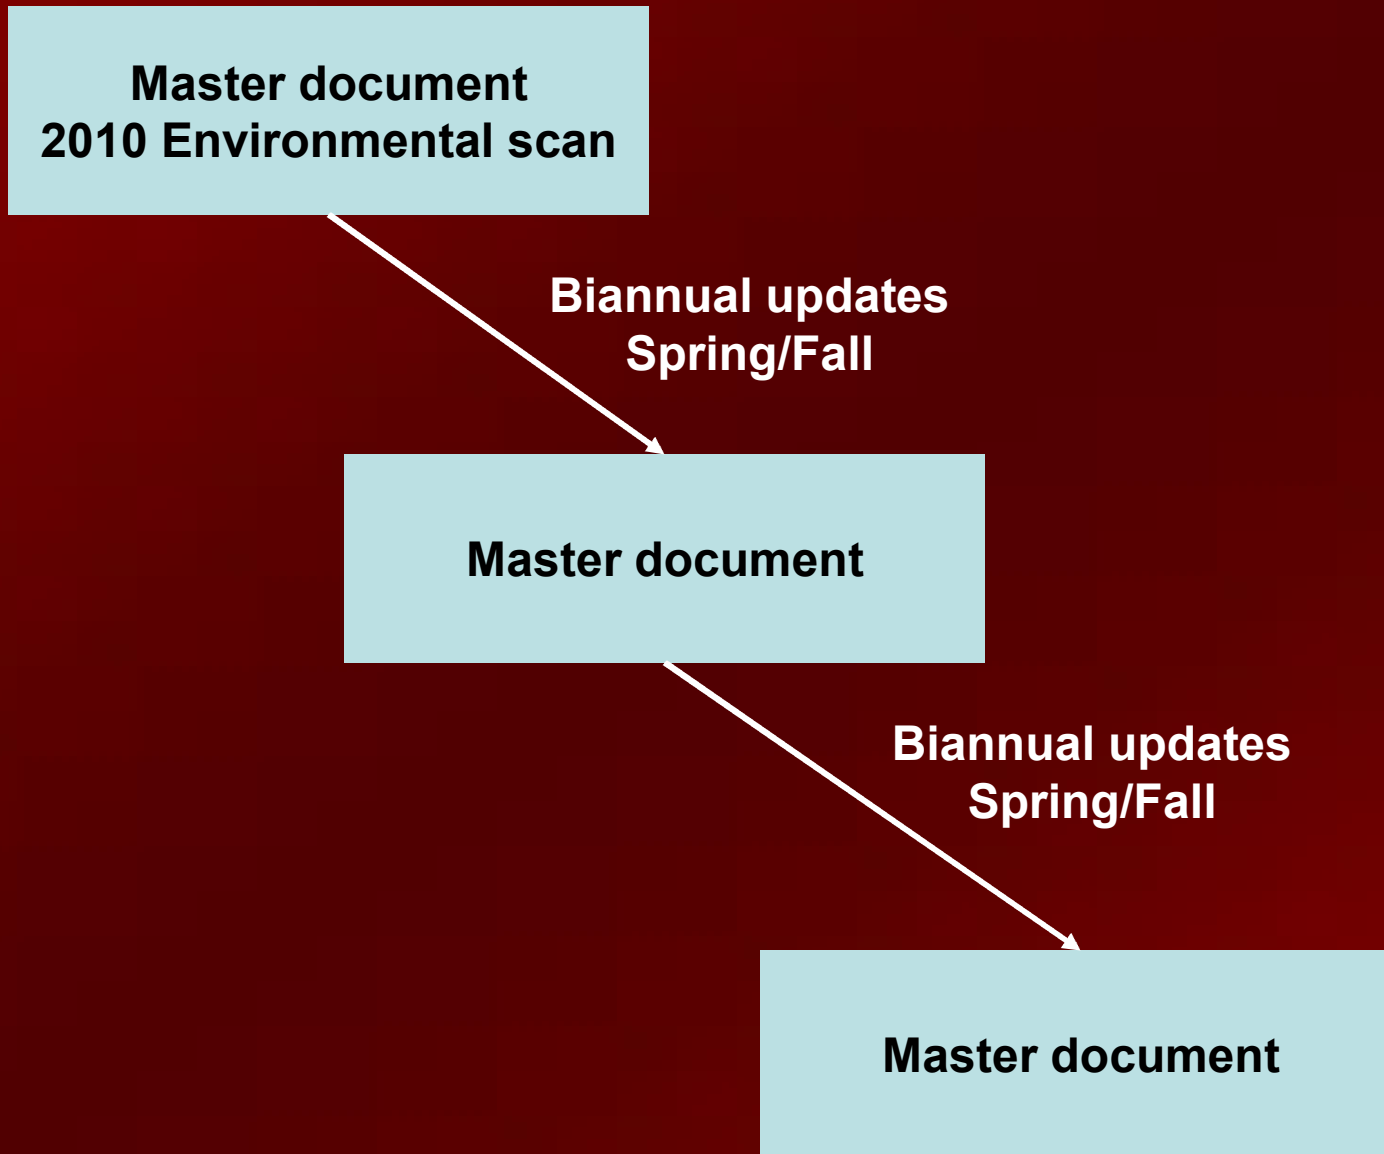 Master document
2010 Environmental scan
Biannual updates
Spring/Fall
Master document
Biannual updates
Spring/Fall
Master document